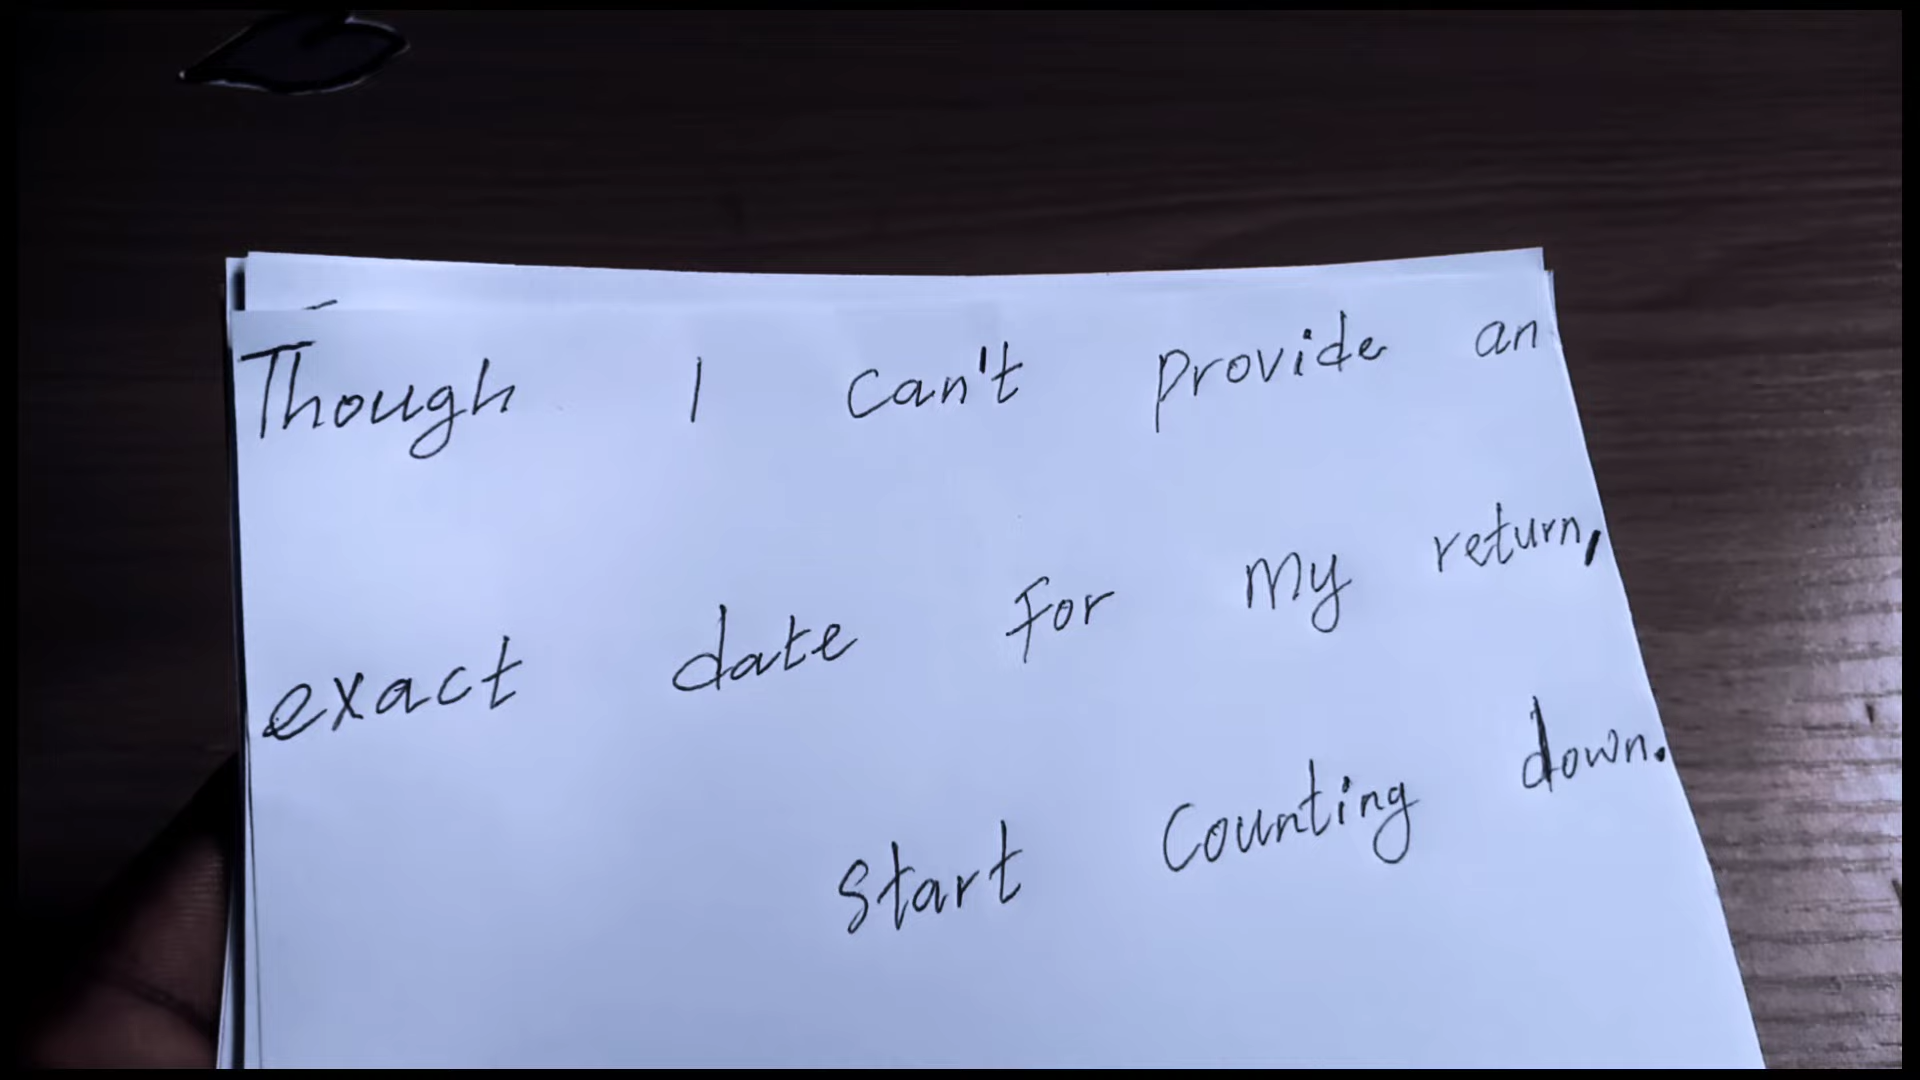 Though I can't provide an
exact date for my return,
start counting down.